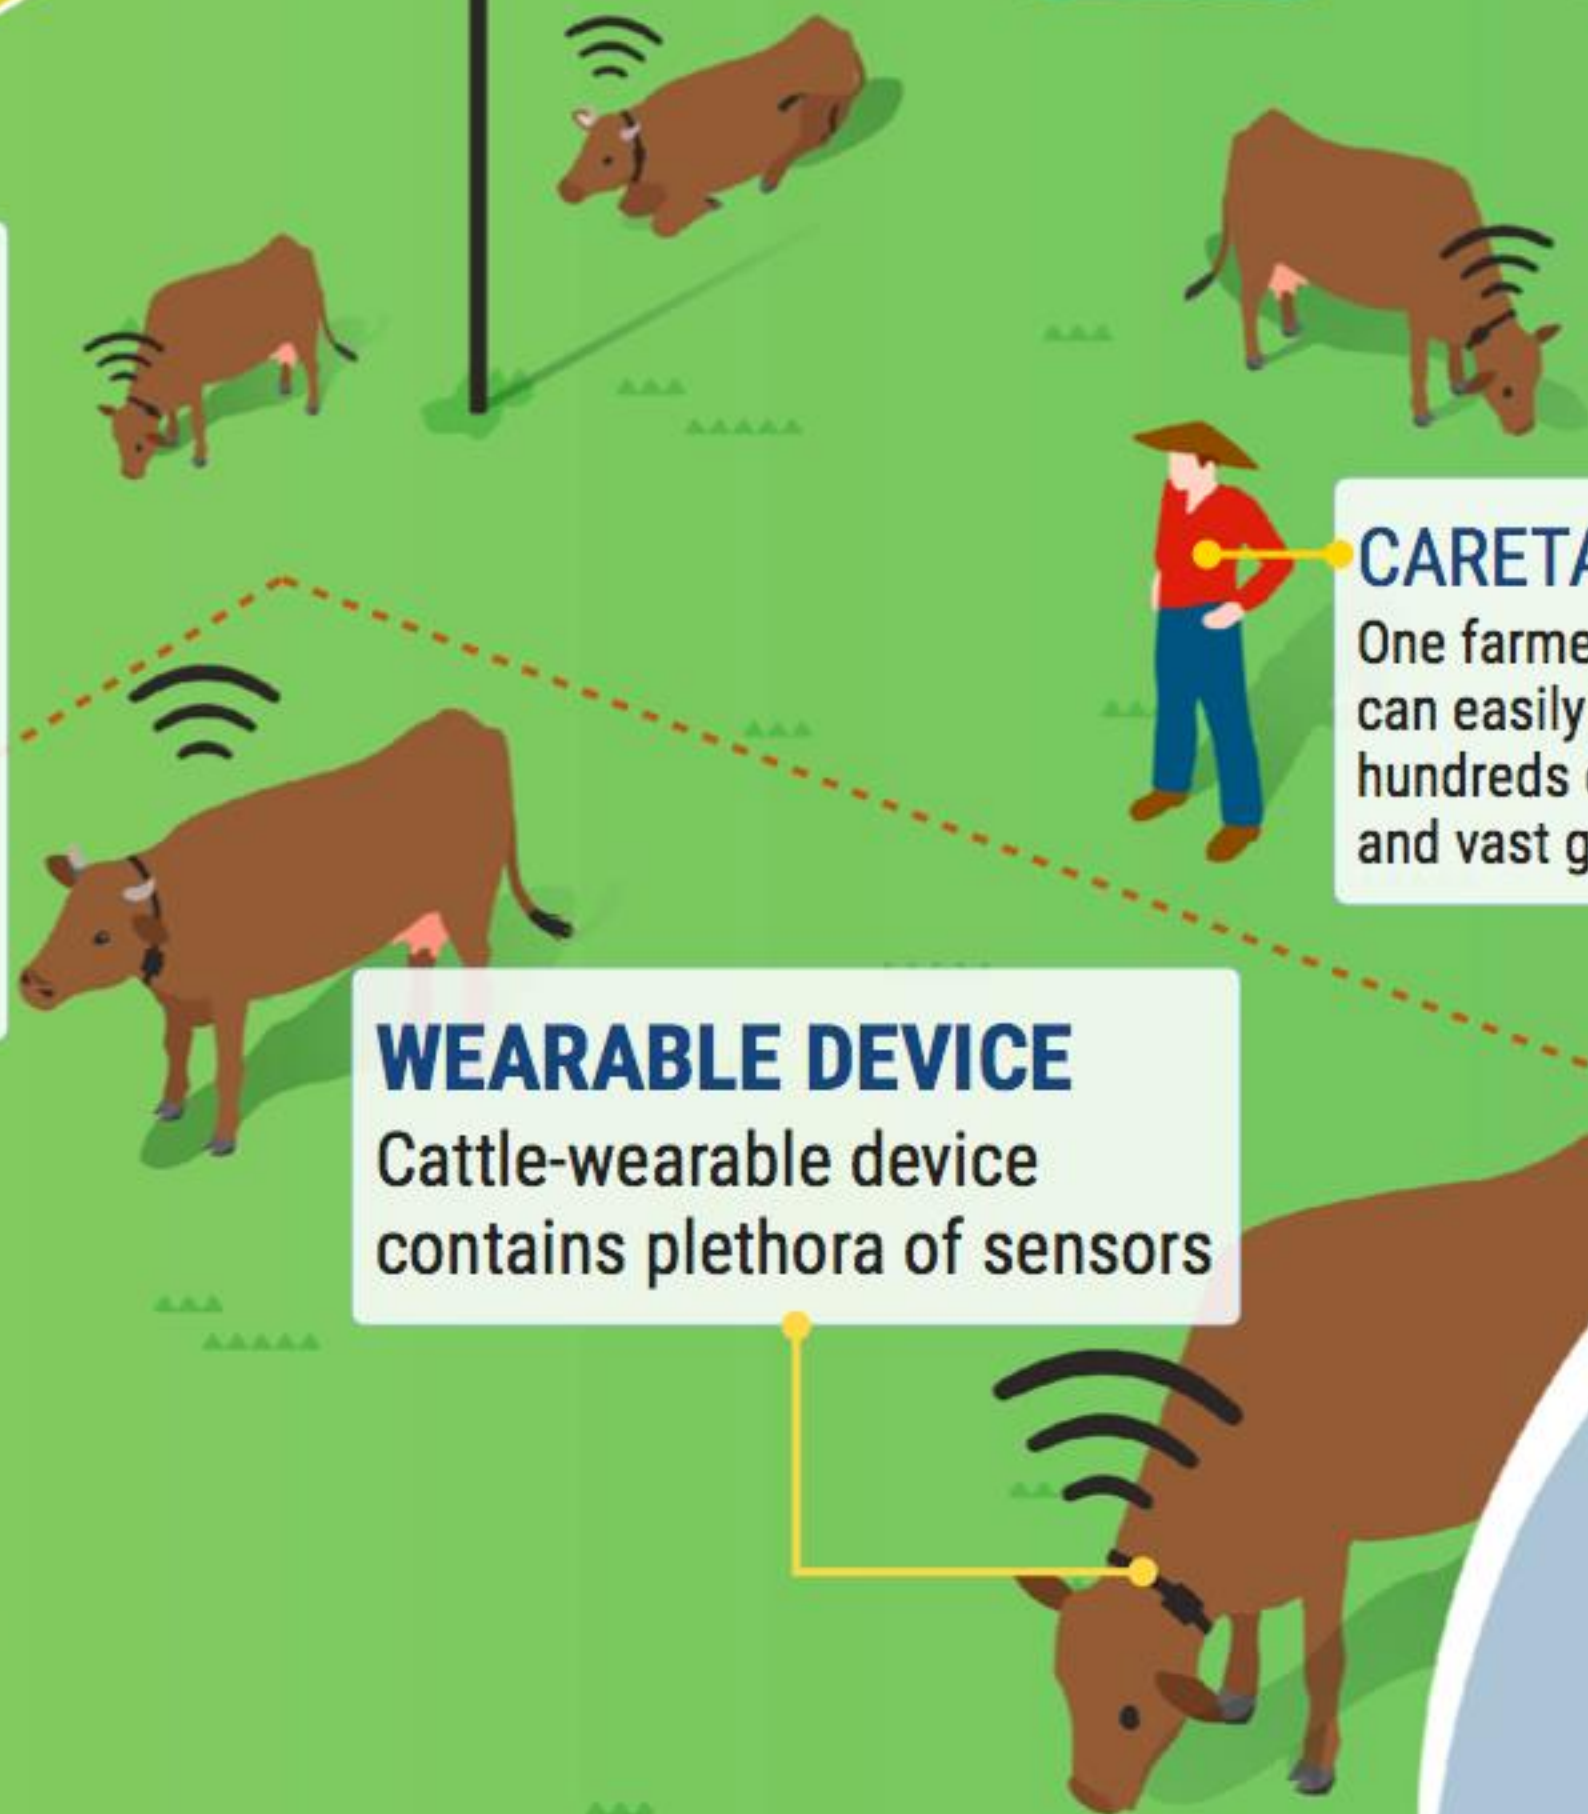 CARETA
One farme
can easily
hundreds
and vast g
WEARABLE DEVICE
Cattle-wearable device
contains plethora of sensors